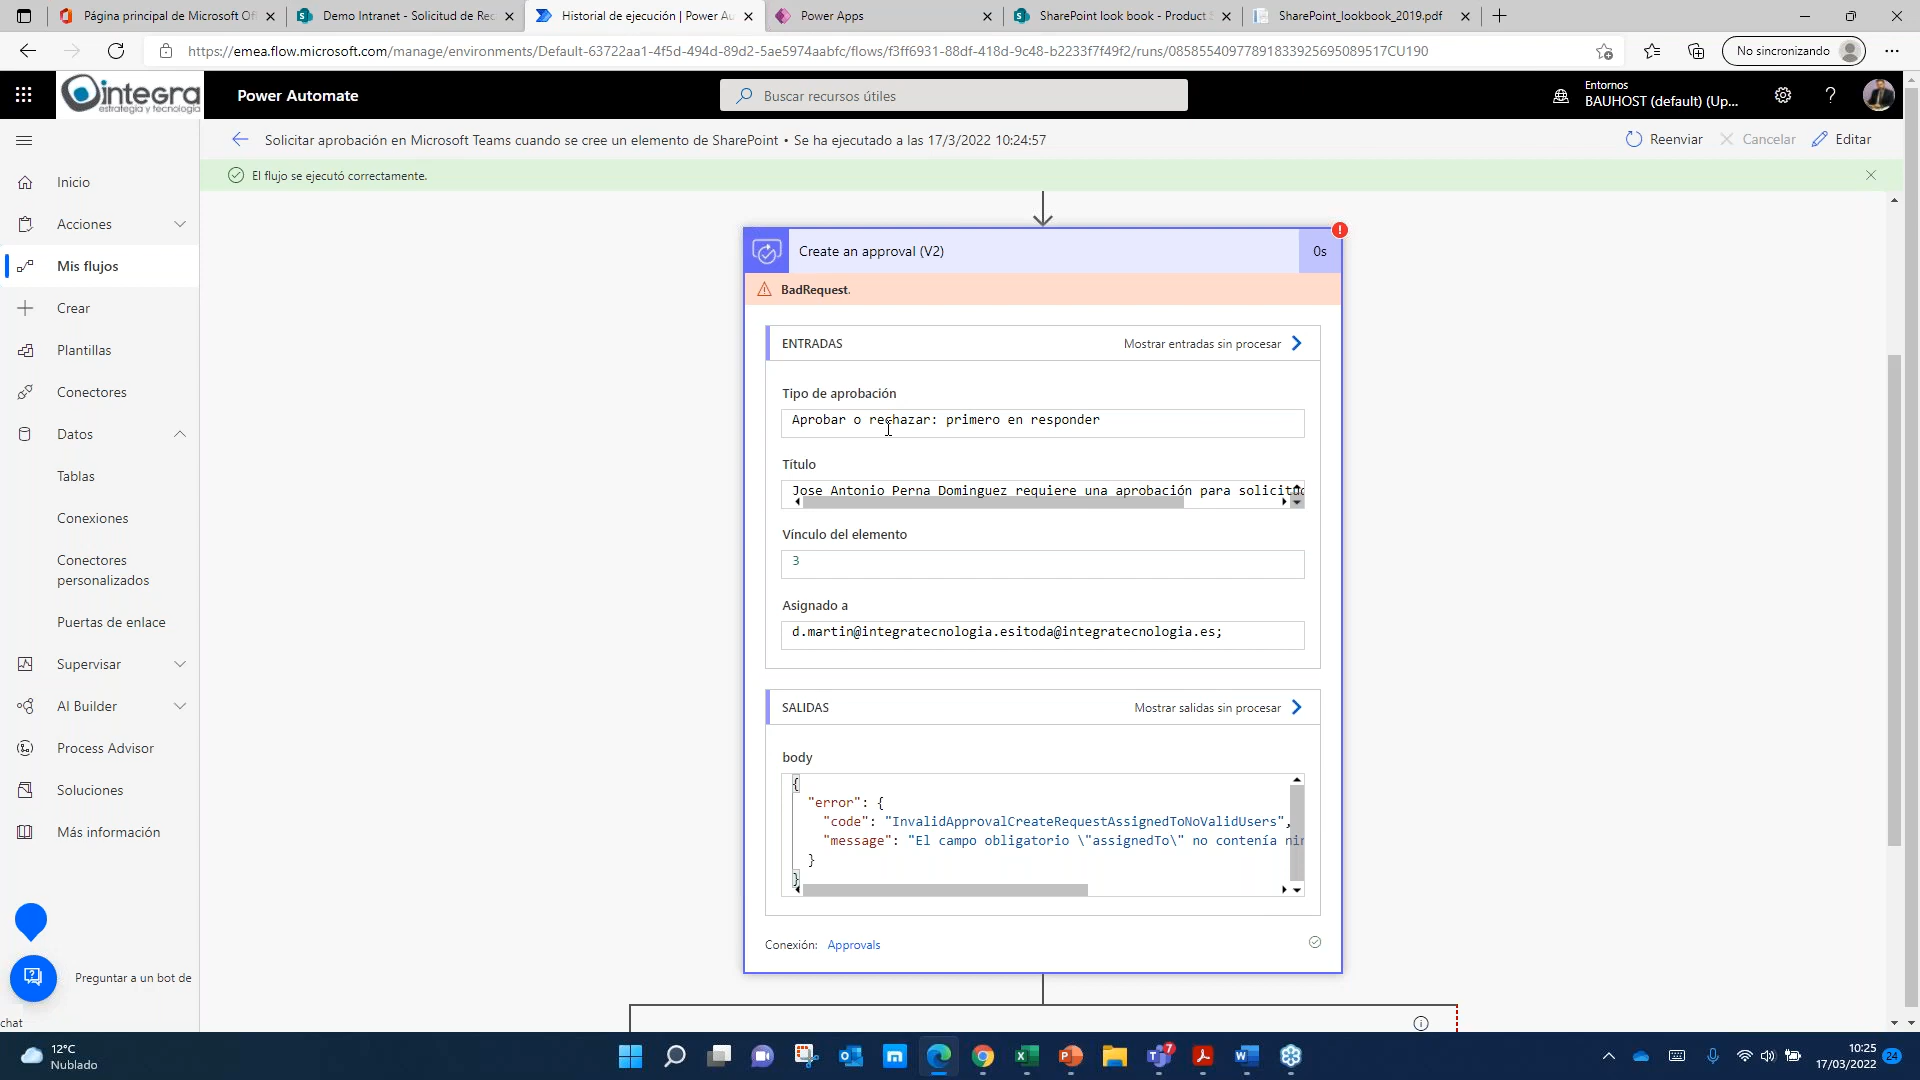 Página principal de Microsoft Of
Demo Intranet - Solicitud de Rec
Historial de ejecución | Power Au
Power Apps
SharePoint look book - Product S
SharePoint_lookbook_2019.pdf
https://emea.flow.microsoft.com/manage/environments/Default-63722aa1-4f5d-494d-89d2-5ae5974aabfc/flows/f3ff6931-88df-418d-9c48-b2233f7f49f2/runs/08585540977891833925695089517CU190
No sincronizando
integra
estrategia y tecnología
Power Automate
Buscar recursos útiles
Entornos
BAUHOST (default) (Up...
Solicitar aprobación en Microsoft Teams cuando se cree un elemento de SharePoint • Se ha ejecutado a las 17/3/2022 10:24:57
Reenviar
Cancelar
Editar
El flujo se ejecutó correctamente.
Inicio
Acciones
Mis flujos
Crear
Plantillas
Conectores
Datos
Tablas
Conexiones
Conectores
personalizados
Puertas de enlace
Supervisar
AI Builder
Process Advisor
Soluciones
Más información
Preguntar a un bot de
chat
Create an approval (V2)
0s
BadRequest.
ENTRADAS
Mostrar entradas sin procesar
Tipo de aprobación
Aprobar o rechazar: primero en responder
Título
Jose Antonio Perna Dominguez requiere una aprobación para solicitud
Vínculo del elemento
3
Asignado a
d.martin@integratecnologia.esitoda@integratecnologia.es;
SALIDAS
Mostrar salidas sin procesar
body
{
"error": {
"code": "InvalidApprovalCreateRequestAssignedToNoValidUsers",
"message": "El campo obligatorio \"assignedTo\" no contenía nin
}
}
Conexión: Approvals
12°C
Nublado
7
10:25
17/03/2022
24